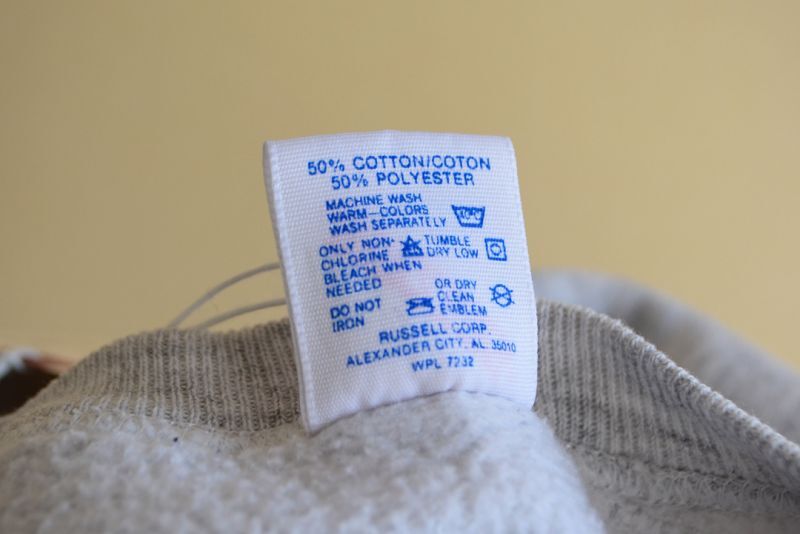 50% COTTON/COTON
50% POLYESTER
MACHINE WASH
WARM—COLORS
WASH SEPARATELY
ONLY NON-
CHLORINE
BLEACH WHEN
NEEDED
TUMBLE
DRY LOW
DO NOT
IRON
OR DRY
CLEAN
EMBLEM
RUSSELL CORP.
ALEXANDER CITY, AL 35010
WPL 7232